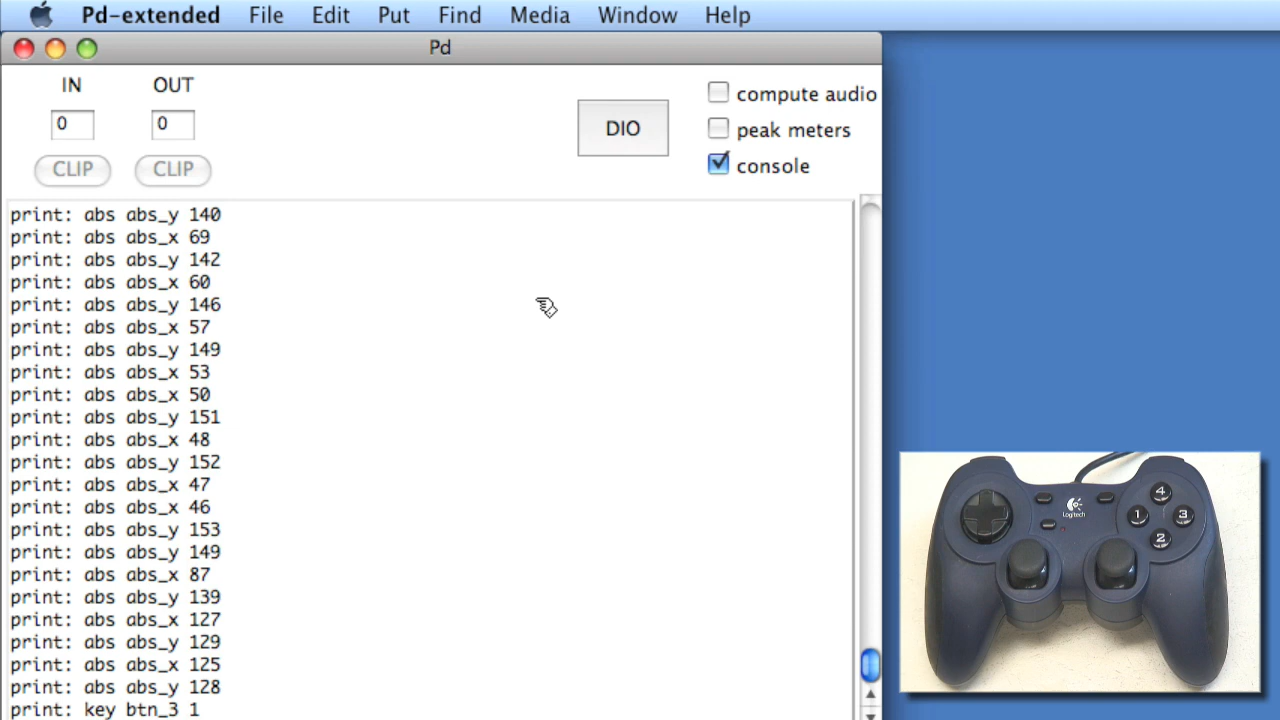 Pd-extended File Edit Put Find Media Window Help
Pd
IN OUT
0 0
CLIP CLIP
DIO
compute audio
peak meters
console
print: abs abs_y 140
print: abs abs_x 69
print: abs abs_y 142
print: abs abs_x 60
print: abs abs_y 146
print: abs abs_x 57
print: abs abs_y 149
print: abs abs_x 53
print: abs abs_x 50
print: abs abs_y 151
print: abs abs_x 48
print: abs abs_y 152
print: abs abs_x 47
print: abs abs_x 46
print: abs abs_y 153
print: abs abs_y 149
print: abs abs_x 87
print: abs abs_y 139
print: abs abs_x 127
print: abs abs_y 129
print: abs abs_x 125
print: abs abs_y 128
print: key btn_3 1
Logitech
4
1 3
2